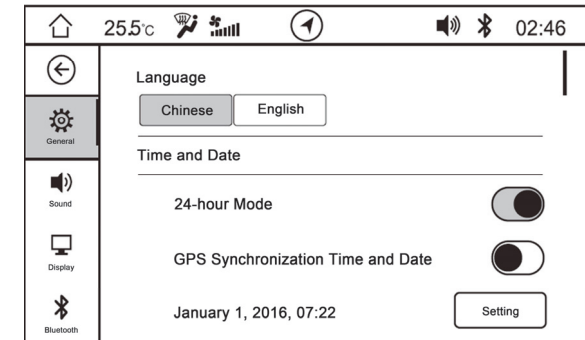 25.5°C 02:46
Language
Chinese English
General
Time and Date
Sound
24-hour Mode
Display
GPS Synchronization Time and Date
Bluetooth
January 1, 2016, 07:22 Setting